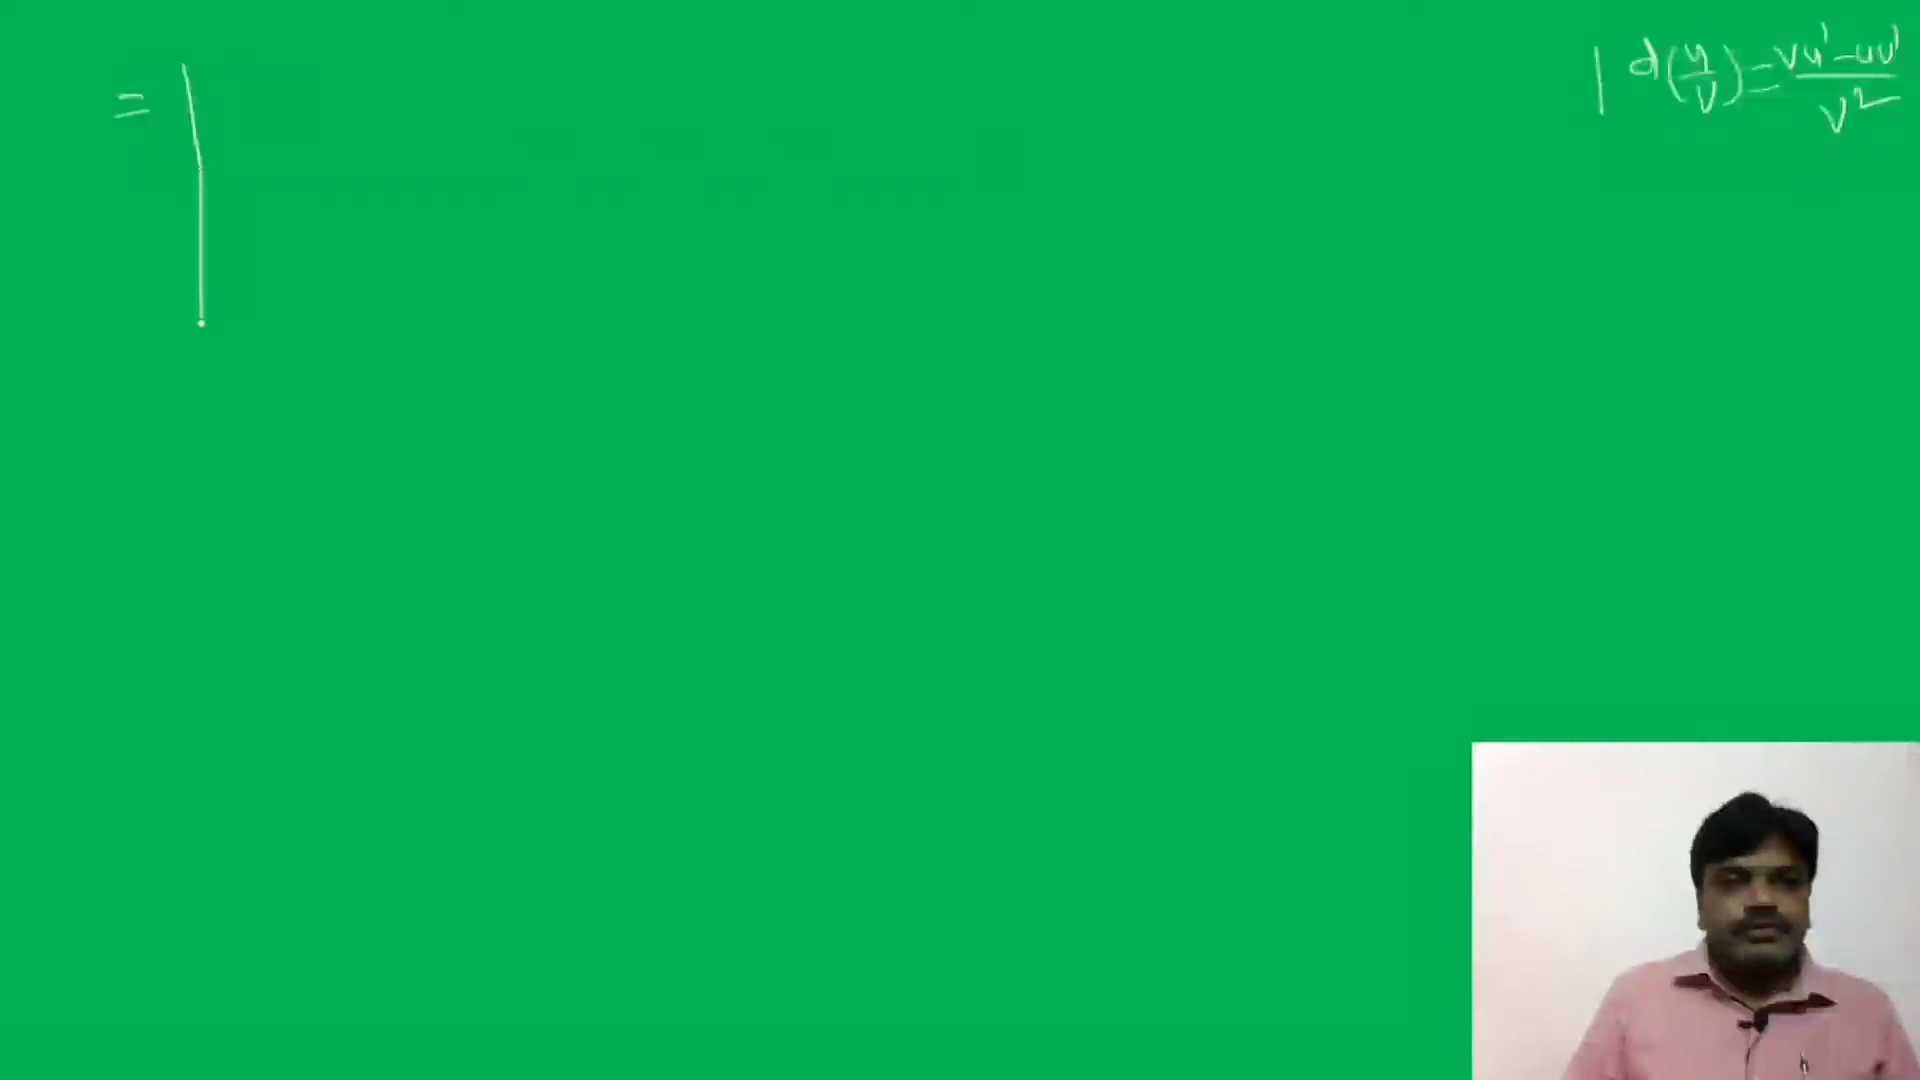 = |
| d(u/v) = vu' - uv' / v²